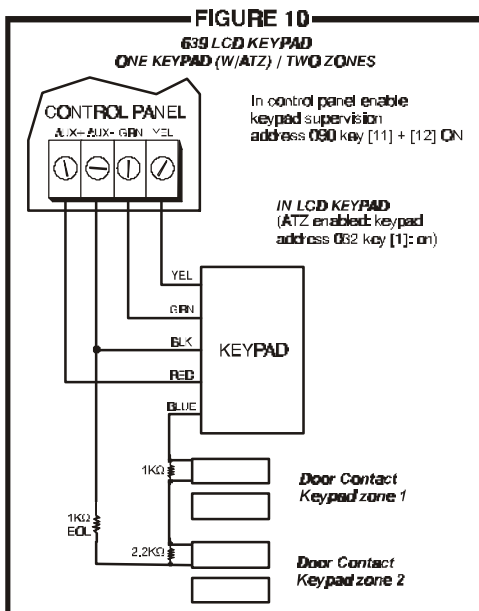 FIGURE 10
639 LCD KEYPAD
ONE KEYPAD (W/ATZ) / TWO ZONES
CONTROL PANEL
AUX+ AUX- GRN YEL
In control panel enable
keypad supervision
address 090 key [11] + [12] ON
IN LCD KEYPAD
(ATZ enabled: keypad
address 032 key [1]: on)
YEL
GRN
BLK
RED
BLUE
KEYPAD
1KΩ
Door Contact
Keypad zone 1
1KΩ
EOL
2.2KΩ
Door Contact
Keypad zone 2